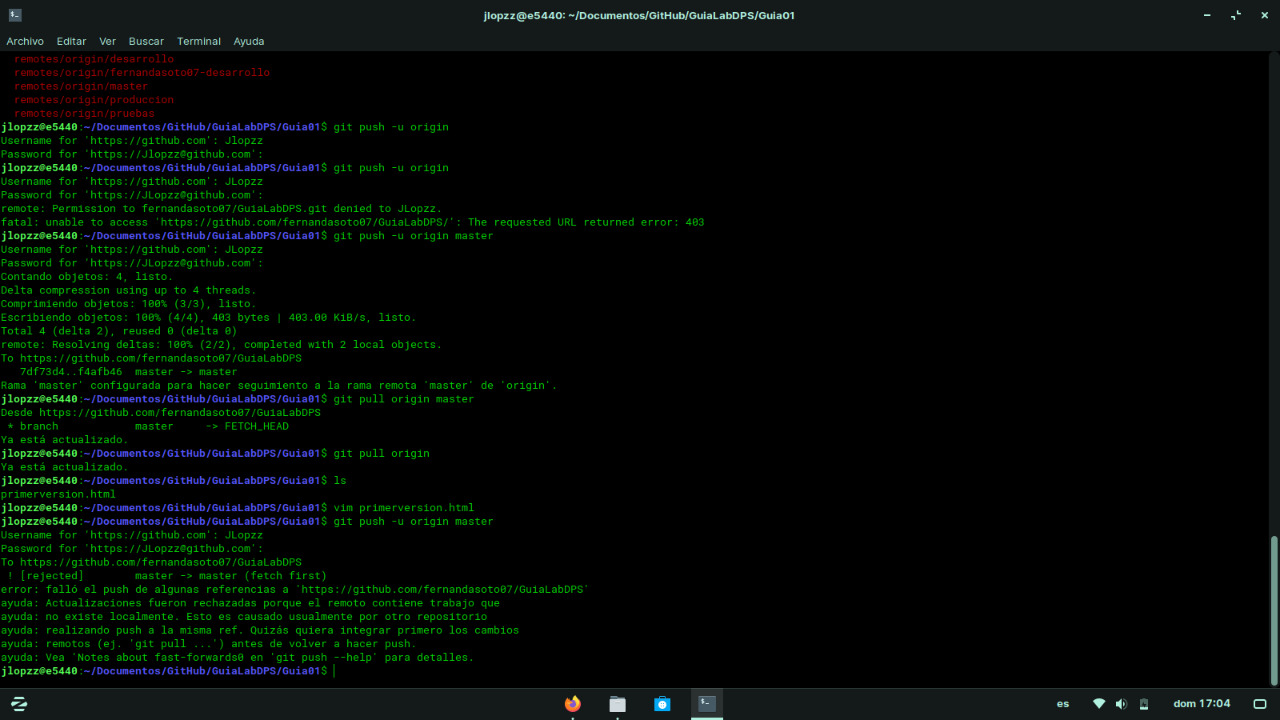 jlopzz@e5440: ~/Documentos/GitHub/GuiaLabDPS/Guia01
Archivo Editar Ver Buscar Terminal Ayuda
remotes/origin/desarrollo
remotes/origin/fernandasoto07-desarrollo
remotes/origin/master
remotes/origin/produccion
remotes/origin/pruebas
jlopzz@e5440:~/Documentos/GitHub/GuiaLabDPS/Guia01$ git push -u origin
Username for 'https://github.com': Jlopzz
Password for 'https://Jlopzz@github.com':
jlopzz@e5440:~/Documentos/GitHub/GuiaLabDPS/Guia01$ git push -u origin
Username for 'https://github.com': JLopzz
Password for 'https://JLopzz@github.com':
remote: Permission to fernandasoto07/GuiaLabDPS.git denied to JLopzz.
fatal: unable to access 'https://github.com/fernandasoto07/GuiaLabDPS/': The requested URL returned error: 403
jlopzz@e5440:~/Documentos/GitHub/GuiaLabDPS/Guia01$ git push -u origin master
Username for 'https://github.com': JLopzz
Password for 'https://JLopzz@github.com':
Contando objetos: 4, listo.
Delta compression using up to 4 threads.
Comprimiendo objetos: 100% (3/3), listo.
Escribiendo objetos: 100% (4/4), 403 bytes | 403.00 KiB/s, listo.
Total 4 (delta 2), reused 0 (delta 0)
remote: Resolving deltas: 100% (2/2), completed with 2 local objects.
To https://github.com/fernandasoto07/GuiaLabDPS
7df73d4..f4afb46 master -> master
Rama 'master' configurada para hacer seguimiento a la rama remota 'master' de 'origin'.
jlopzz@e5440:~/Documentos/GitHub/GuiaLabDPS/Guia01$ git pull origin master
Desde https://github.com/fernandasoto07/GuiaLabDPS
* branch master -> FETCH_HEAD
Ya está actualizado.
jlopzz@e5440:~/Documentos/GitHub/GuiaLabDPS/Guia01$ git pull origin
Ya está actualizado.
jlopzz@e5440:~/Documentos/GitHub/GuiaLabDPS/Guia01$ ls
primerversion.html
jlopzz@e5440:~/Documentos/GitHub/GuiaLabDPS/Guia01$ vim primerversion.html
jlopzz@e5440:~/Documentos/GitHub/GuiaLabDPS/Guia01$ git push -u origin master
Username for 'https://github.com': JLopzz
Password for 'https://JLopzz@github.com':
To https://github.com/fernandasoto07/GuiaLabDPS
! [rejected] master -> master (fetch first)
error: falló el push de algunas referencias a 'https://github.com/fernandasoto07/GuiaLabDPS'
ayuda: Actualizaciones fueron rechazadas porque el remoto contiene trabajo que
ayuda: no existe localmente. Esto es causado usualmente por otro repositorio
ayuda: realizando push a la misma ref. Quizás quiera integrar primero los cambios
ayuda: remotos (ej. 'git pull ...') antes de volver a hacer push.
ayuda: Vea 'Notes about fast-forwards0 en 'git push --help' para detalles.
jlopzz@e5440:~/Documentos/GitHub/GuiaLabDPS/Guia01$
es dom 17:04